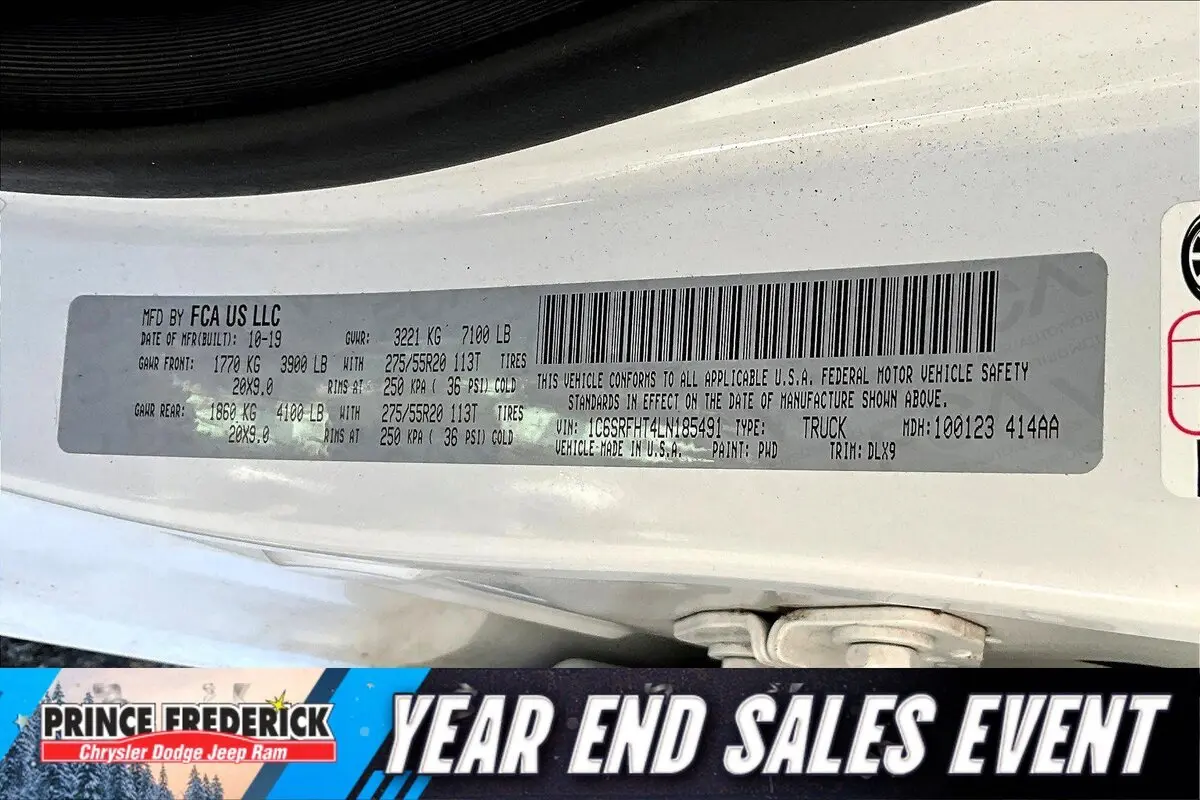 MFD BY FCA US LLC
DATE OF MFR(BUILT): 10-19 GVWR: 3221 KG 7100 LB
GAWR FRONT: 1770 KG 3900 LB WITH 275/55R20 113T TIRES
20X9.0 RIMS AT 250 KPA ( 36 PSI) COLD
GAWR REAR: 1860 KG 4100 LB WITH 275/55R20 113T TIRES
20X9.0 RIMS AT 250 KPA ( 36 PSI) COLD
THIS VEHICLE CONFORMS TO ALL APPLICABLE U.S.A. FEDERAL MOTOR VEHICLE SAFETY
STANDARDS IN EFFECT ON THE DATE OF MANUFACTURE SHOWN ABOVE.
VIN: 1C6SRFHT4LN185491 TYPE: TRUCK MDH: 100123 414AA
VEHICLE MADE IN U.S.A. PAINT: PWD TRIM: DLX9
PRINCE FREDERICK
Chrysler Dodge Jeep Ram
YEAR END SALES EVENT